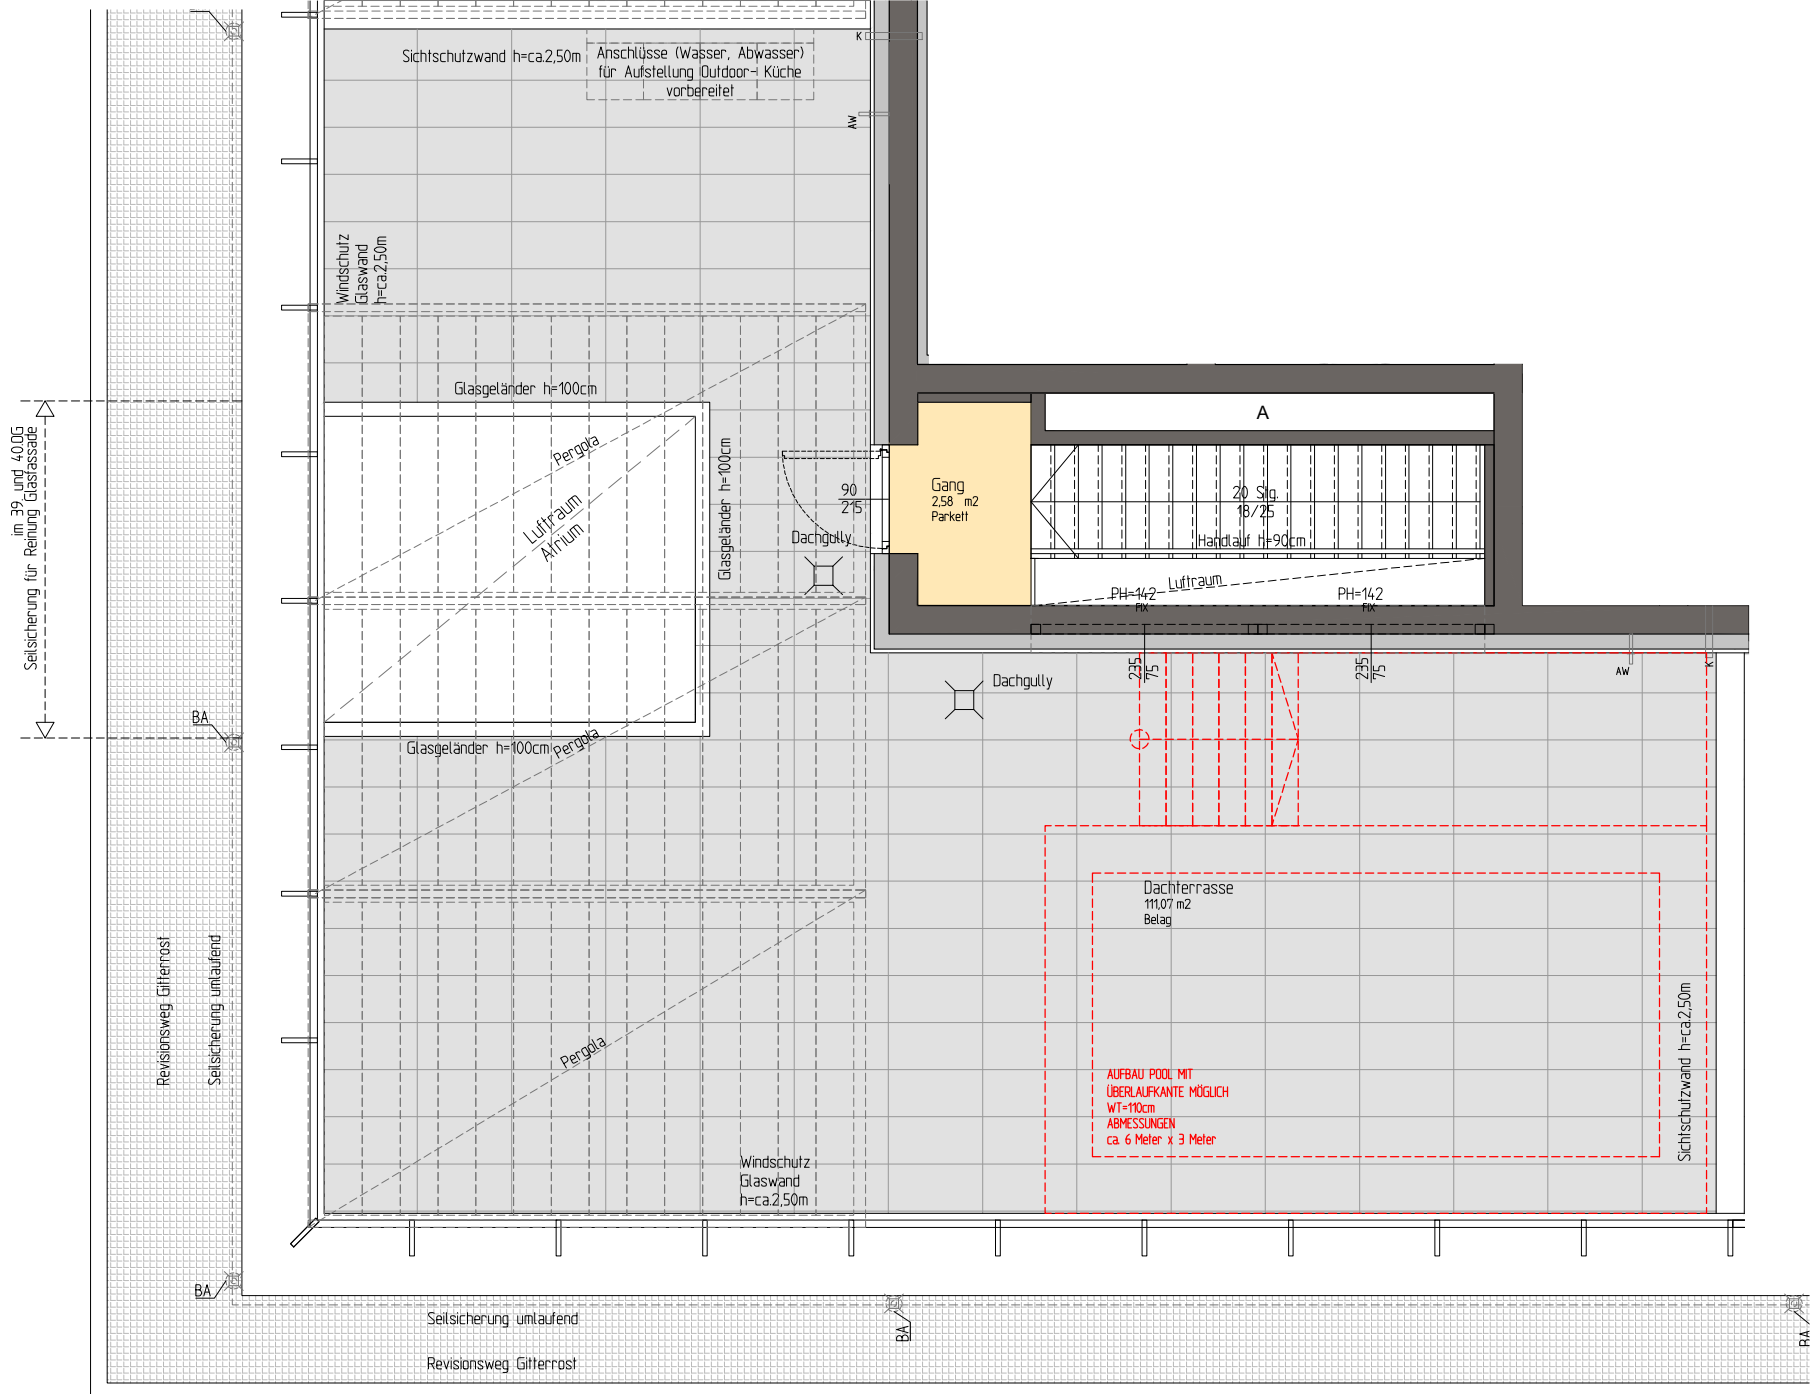 Sichtschutzwand h=ca.2,50m
Anschlüsse (Wasser, Abwasser)
für Aufstellung Outdoor- Küche
vorbereitet
K
AW
Windschutz
Glaswand
h=ca.2,50m
Glasgeländer h=100cm
Pergola
Luftraum
Atrium
Glasgeländer h=100cm
90
215
Dachgully
Gang
2,58 m2
Parkett
A
20 Stg.
18/25
Handlauf h=90cm
Luftraum
PH=142
FIX
PH=142
FIX
235
75
235
75
AW
K
Dachgully
Seilsicherung für Reinung Glasfassade
im 39. und 40.OG
BA
Glasgeländer h=100cm
Pergola
Dachterrasse
111,07 m2
Belag
Revisionsweg Gitterrost
Seilsicherung umlaufend
Pergola
Sichtschutzwand h=ca.2,50m
AUFBAU POOL MIT
ÜBERLAUFKANTE MÖGLICH
WT=110cm
ABMESSUNGEN
ca. 6 Meter x 3 Meter
Windschutz
Glaswand
h=ca.2,50m
BA
Seilsicherung umlaufend
BA
BA
Revisionsweg Gitterrost